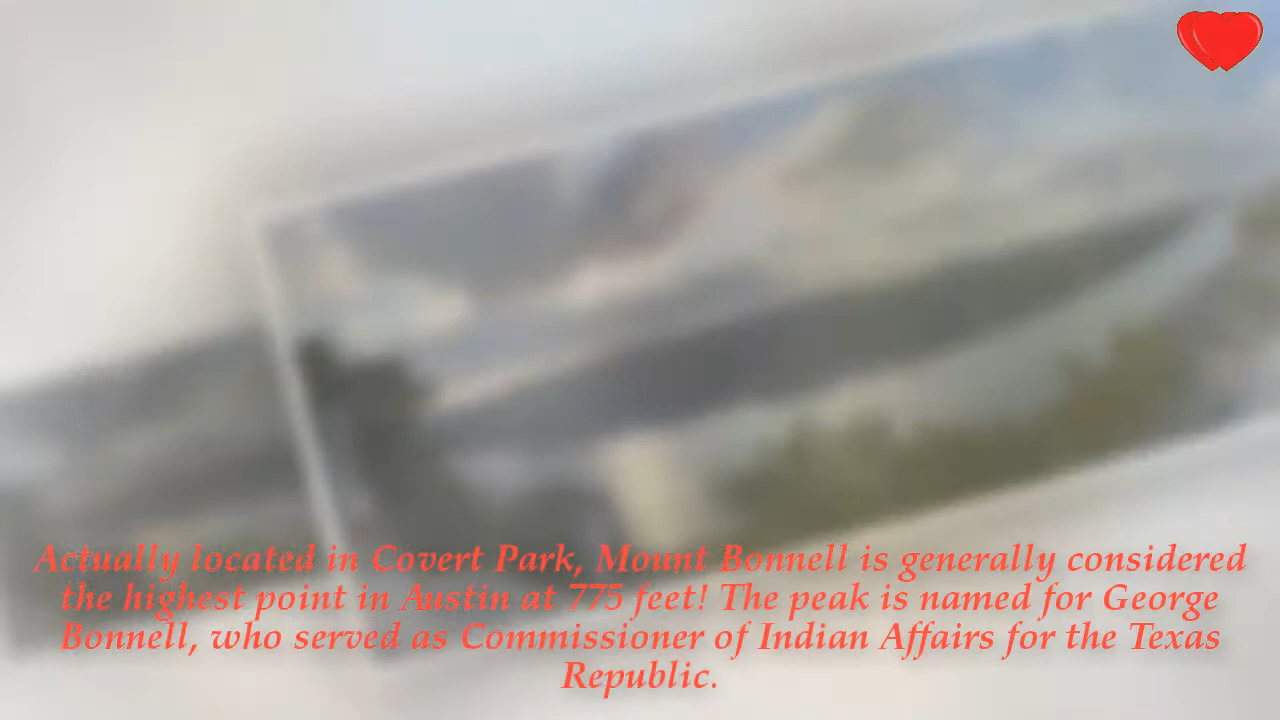 Actually located in Covert Park, Mount Bonnell is generally considered
the highest point in Austin at 775 feet! The peak is named for George
Bonnell, who served as Commissioner of Indian Affairs for the Texas
Republic.